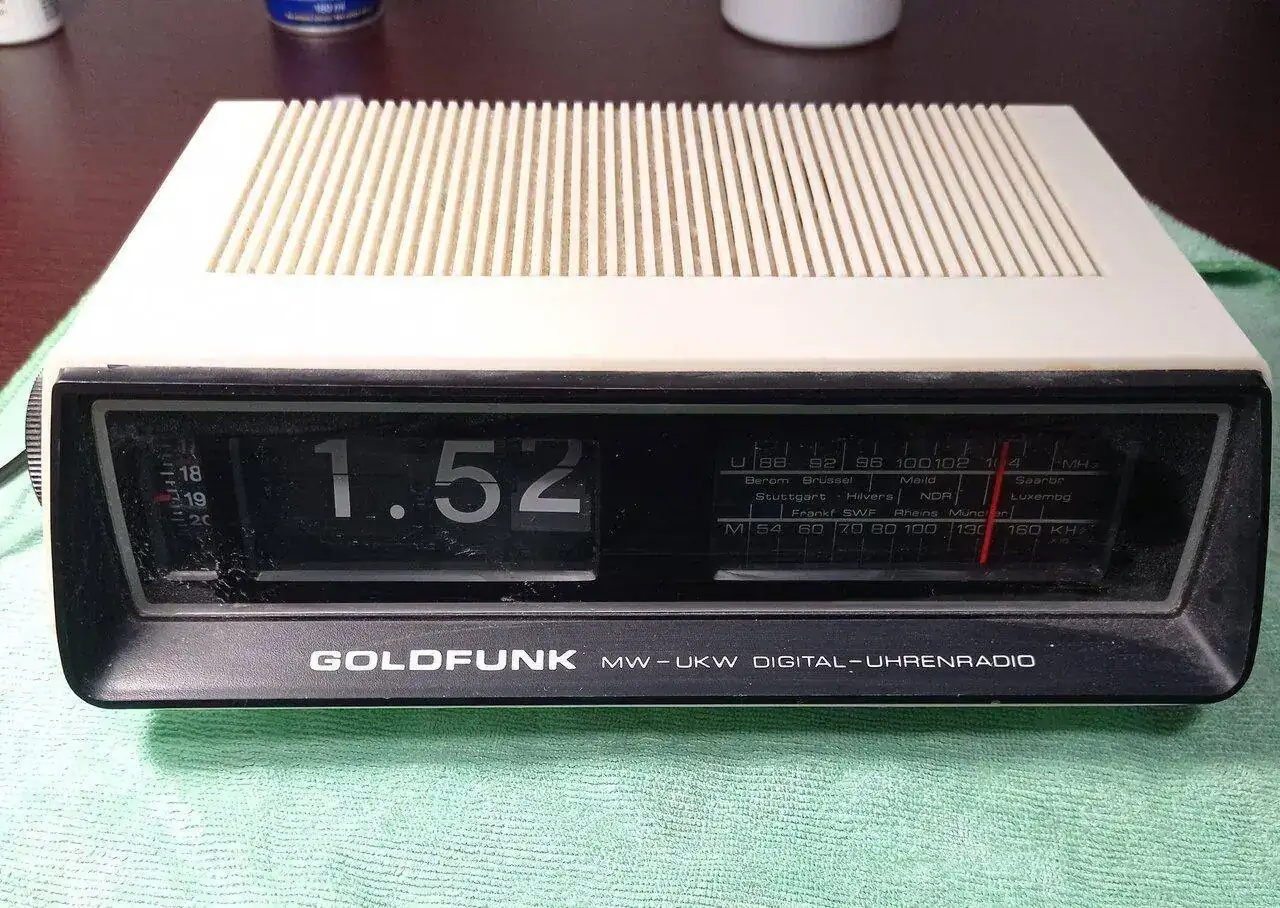 18
19
20
1.52
U 88 92 96 100 102 104 MHz
Berom Brüssel Maild Saarbr
Stuttgart Hilvers NDR Luxembg
Frankf SWF Rheins München
M 54 60 70 80 100 130 160 KHz
GOLDFUNK MW-UKW DIGITAL-UHRENRADIO